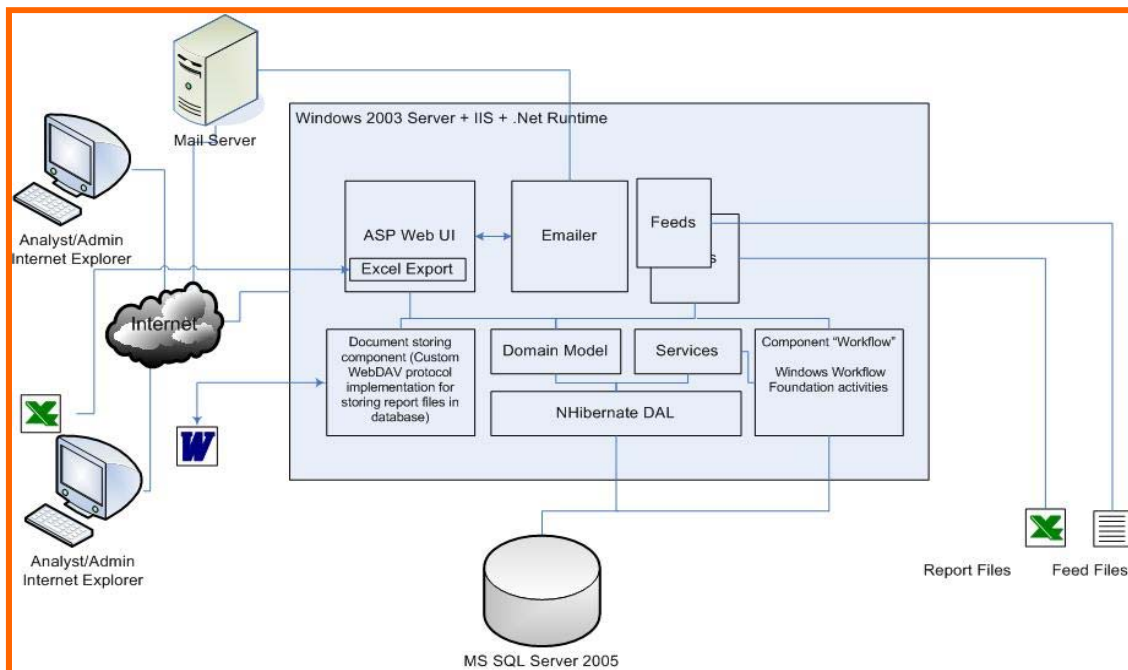 Mail Server
Windows 2003 Server + IIS + .Net Runtime
Analyst/Admin
Internet Explorer
ASP Web UI
Excel Export
Emailer
Feeds
s
Internet
Document storing
component (Custom
WebDAV protocol
implementation for
storing report files in
database)
Domain Model
Services
Component “Workflow”
Windows Workflow
Foundation activities
NHibernate DAL
W
Analyst/Admin
Internet Explorer
Report Files
Feed Files
MS SQL Server 2005